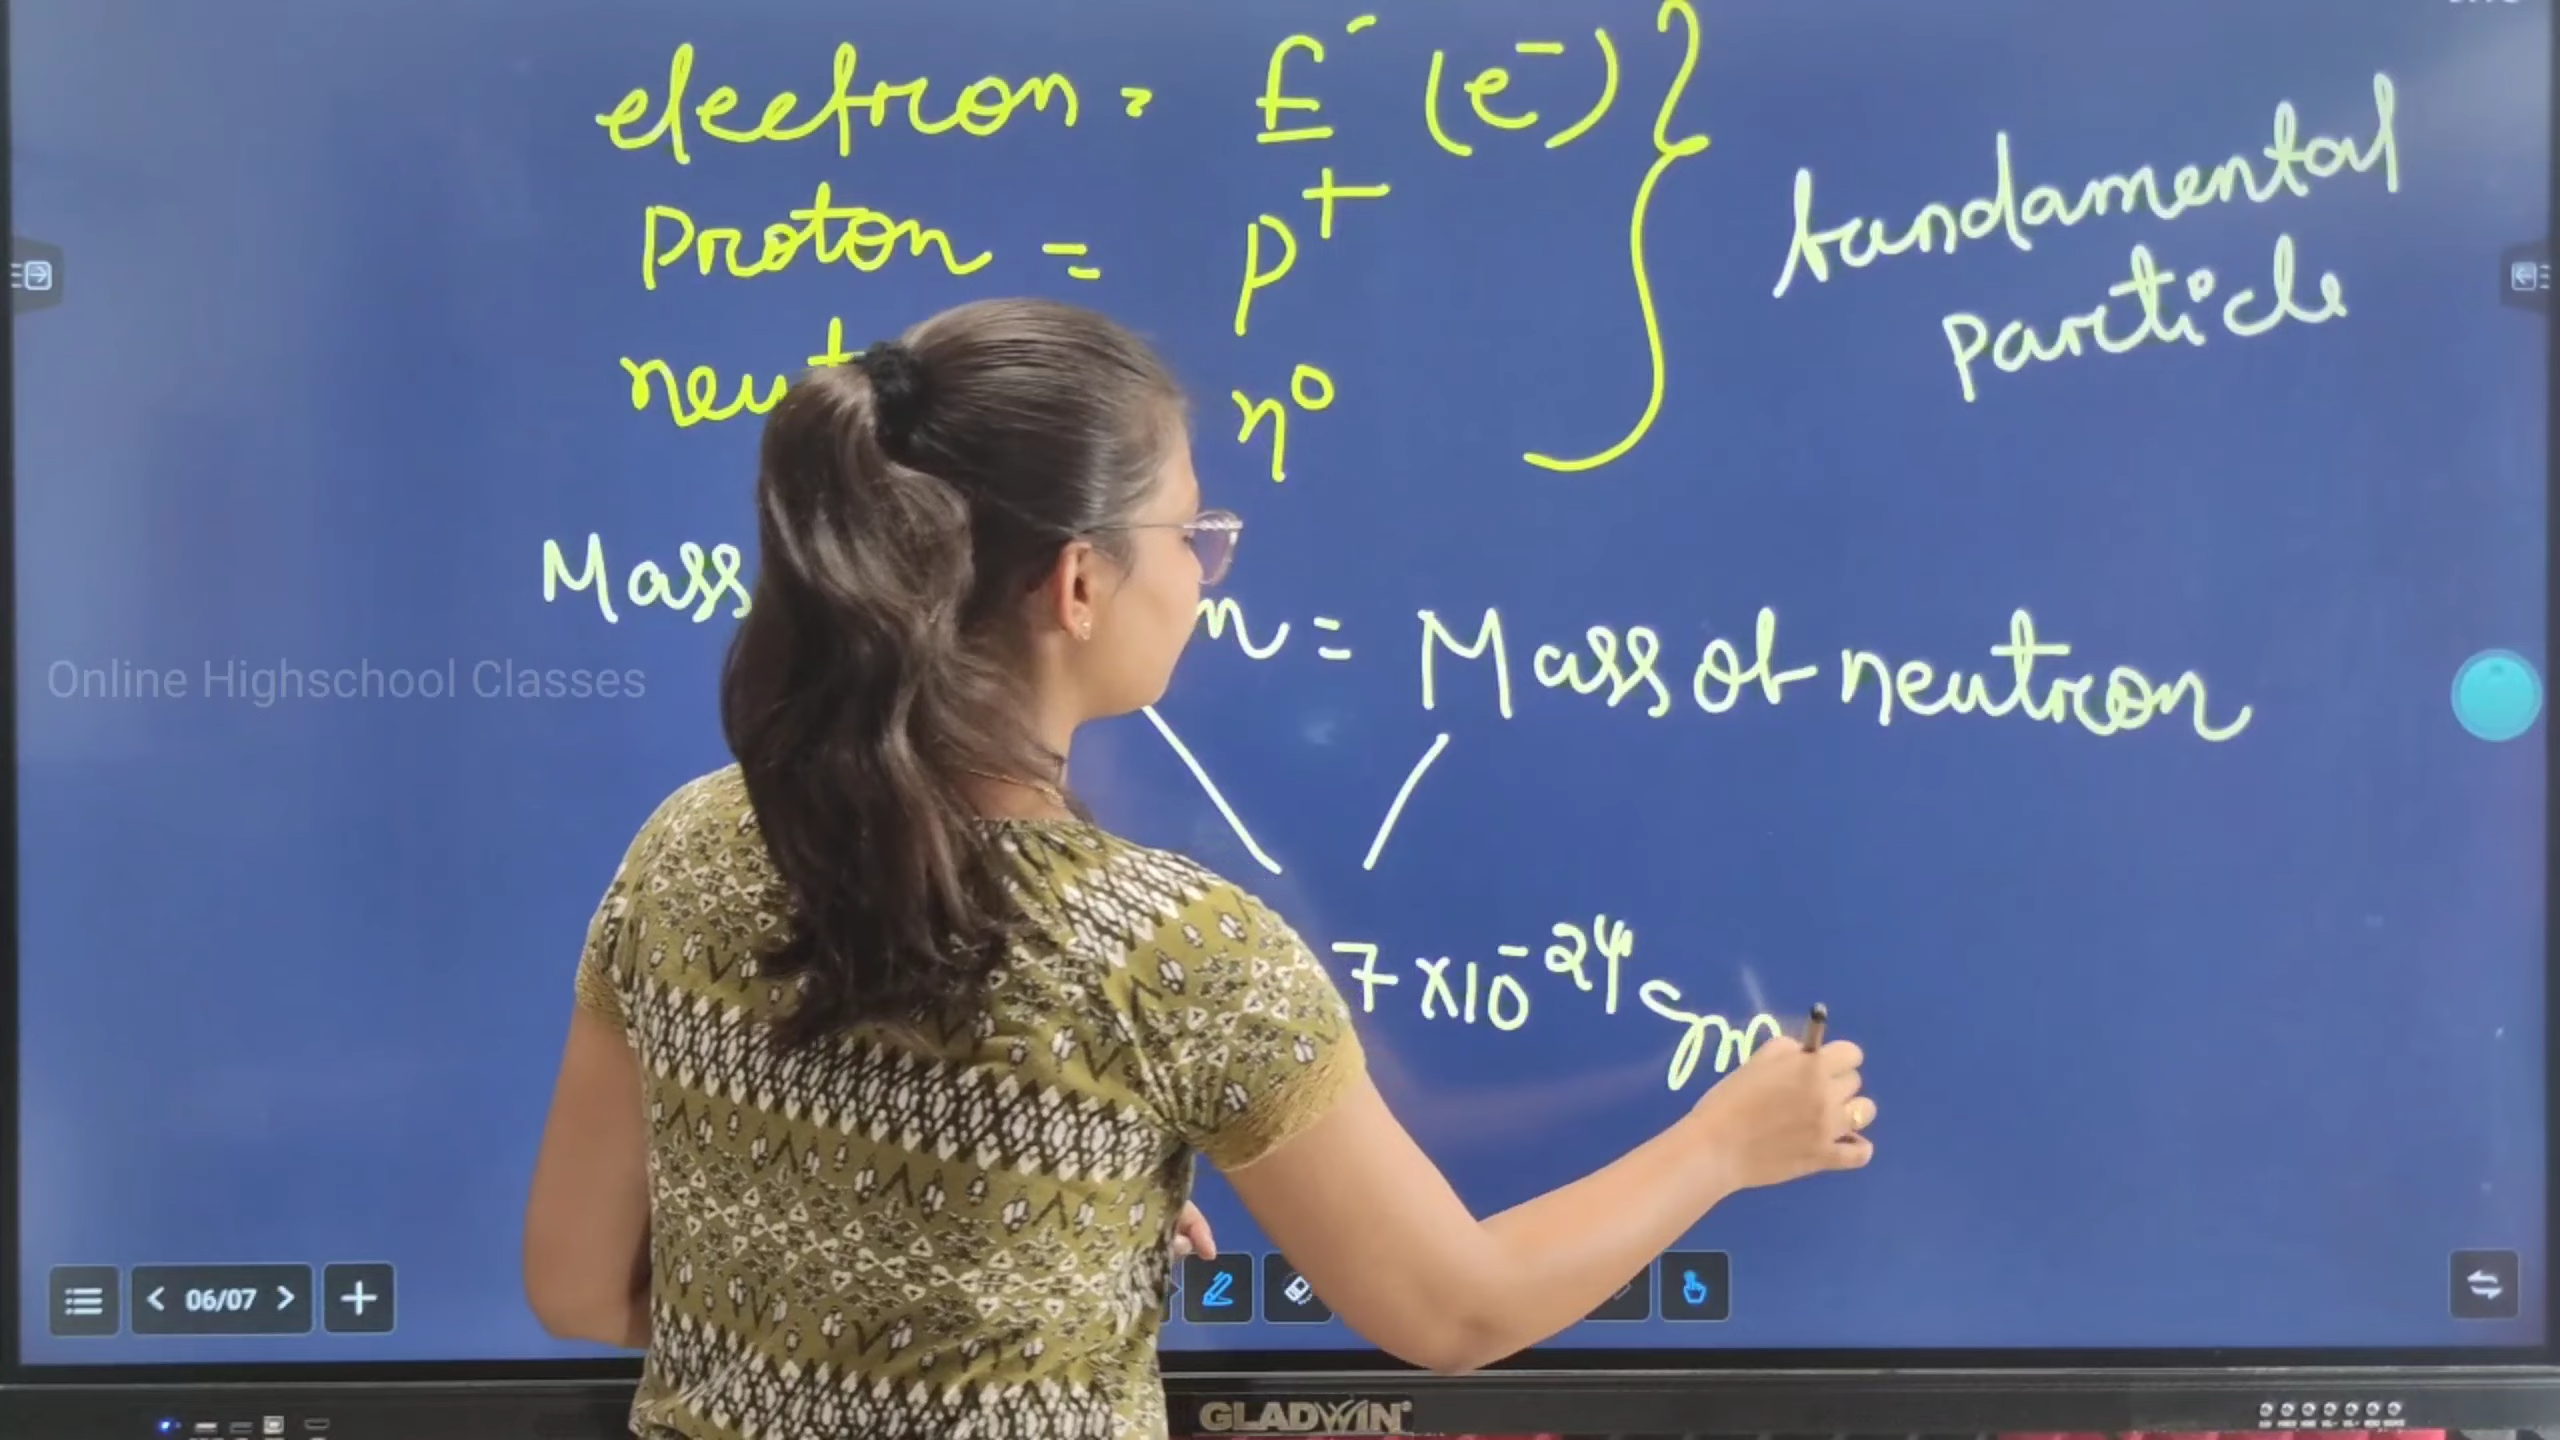 electron = E⁻ (e⁻) }
Proton = P⁺
n⁰
fundamental
particle
Mass = Mass of neutron
7 ×10⁻²⁴ gm
Online Highschool Classes
06/07
GLADWIN